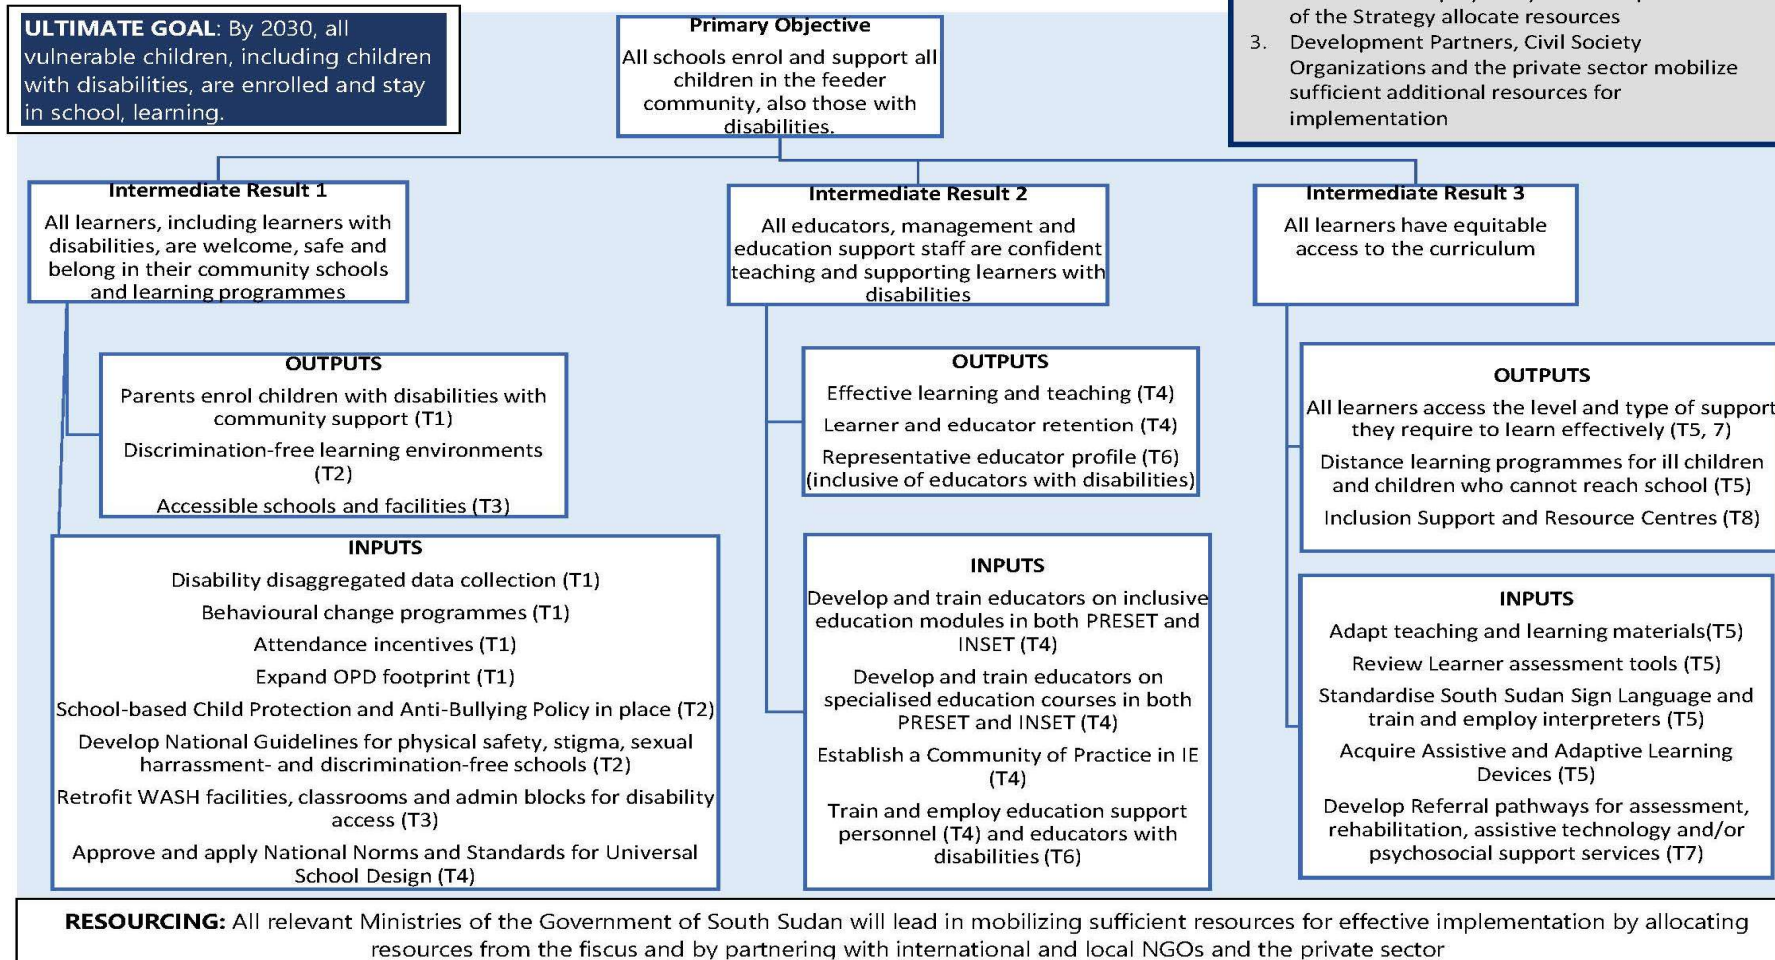 ULTIMATE GOAL: By 2030, all
vulnerable children, including children
with disabilities, are enrolled and stay
in school, learning.
Primary Objective
All schools enrol and support all
children in the feeder
community, also those with
disabilities.
of the Strategy allocate resources
3. Development Partners, Civil Society
Organizations and the private sector mobilize
sufficient additional resources for
implementation
Intermediate Result 1
All learners, including learners with
disabilities, are welcome, safe and
belong in their community schools
and learning programmes
Intermediate Result 2
All educators, management and
education support staff are confident
teaching and supporting learners with
disabilities
Intermediate Result 3
All learners have equitable
access to the curriculum
OUTPUTS
Parents enrol children with disabilities with
community support (T1)
Discrimination-free learning environments
(T2)
Accessible schools and facilities (T3)
OUTPUTS
Effective learning and teaching (T4)
Learner and educator retention (T4)
Representative educator profile (T6)
(inclusive of educators with disabilities)
OUTPUTS
All learners access the level and type of support
they require to learn effectively (T5, 7)
Distance learning programmes for ill children
and children who cannot reach school (T5)
Inclusion Support and Resource Centres (T8)
INPUTS
Disability disaggregated data collection (T1)
Behavioural change programmes (T1)
Attendance incentives (T1)
Expand OPD footprint (T1)
School-based Child Protection and Anti-Bullying Policy in place (T2)
Develop National Guidelines for physical safety, stigma, sexual
harrassment- and discrimination-free schools (T2)
Retrofit WASH facilities, classrooms and admin blocks for disability
access (T3)
Approve and apply National Norms and Standards for Universal
School Design (T4)
INPUTS
Develop and train educators on inclusive
education modules in both PRESET and
INSET (T4)
Develop and train educators on
specialised education courses in both
PRESET and INSET (T4)
Establish a Community of Practice in IE
(T4)
Train and employ education support
personnel (T4) and educators with
disabilities (T6)
INPUTS
Adapt teaching and learning materials(T5)
Review Learner assessment tools (T5)
Standardise South Sudan Sign Language and
train and employ interpreters (T5)
Acquire Assistive and Adaptive Learning
Devices (T5)
Develop Referral pathways for assessment,
rehabilitation, assistive technology and/or
psychosocial support services (T7)
RESOURCING: All relevant Ministries of the Government of South Sudan will lead in mobilizing sufficient resources for effective implementation by allocating
resources from the fiscus and by partnering with international and local NGOs and the private sector